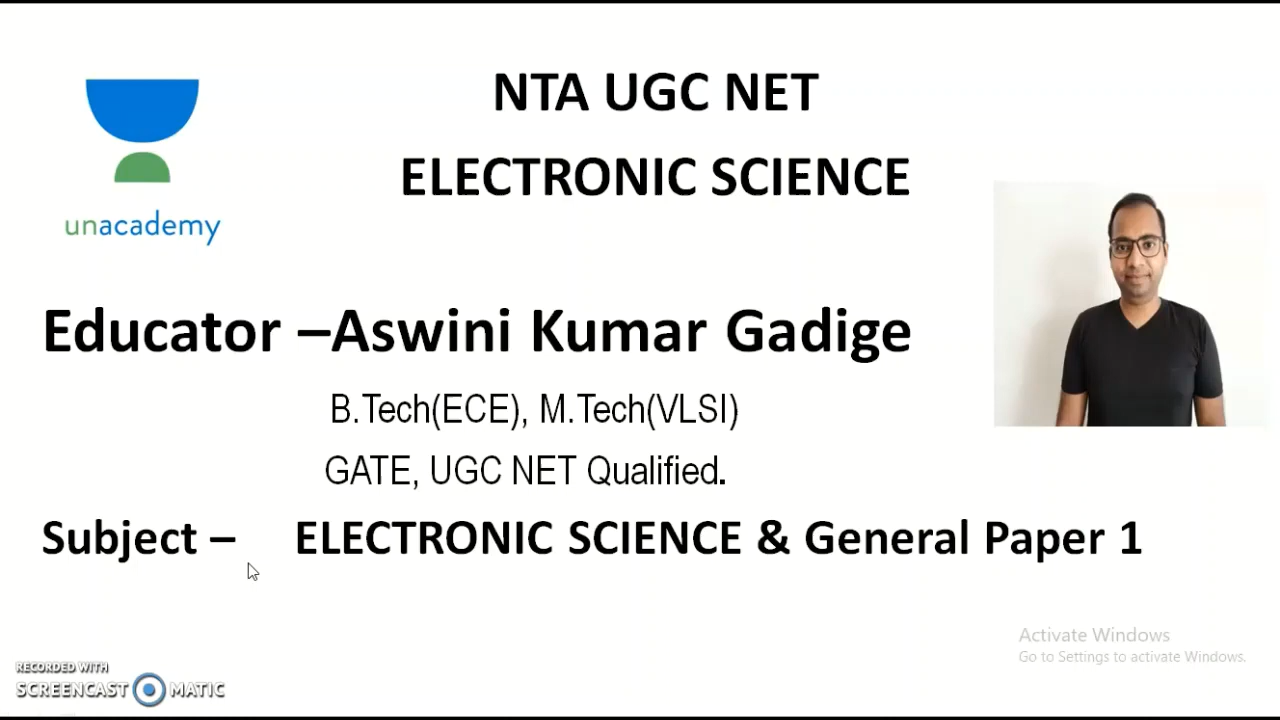 NTA UGC NET
ELECTRONIC SCIENCE
unacademy
Educator –Aswini Kumar Gadige
B.Tech(ECE), M.Tech(VLSI)
GATE, UGC NET Qualified.
Subject – ELECTRONIC SCIENCE & General Paper 1
Activate Windows
Go to Settings to activate Windows.
RECORDED WITH
SCREENCAST MATIC